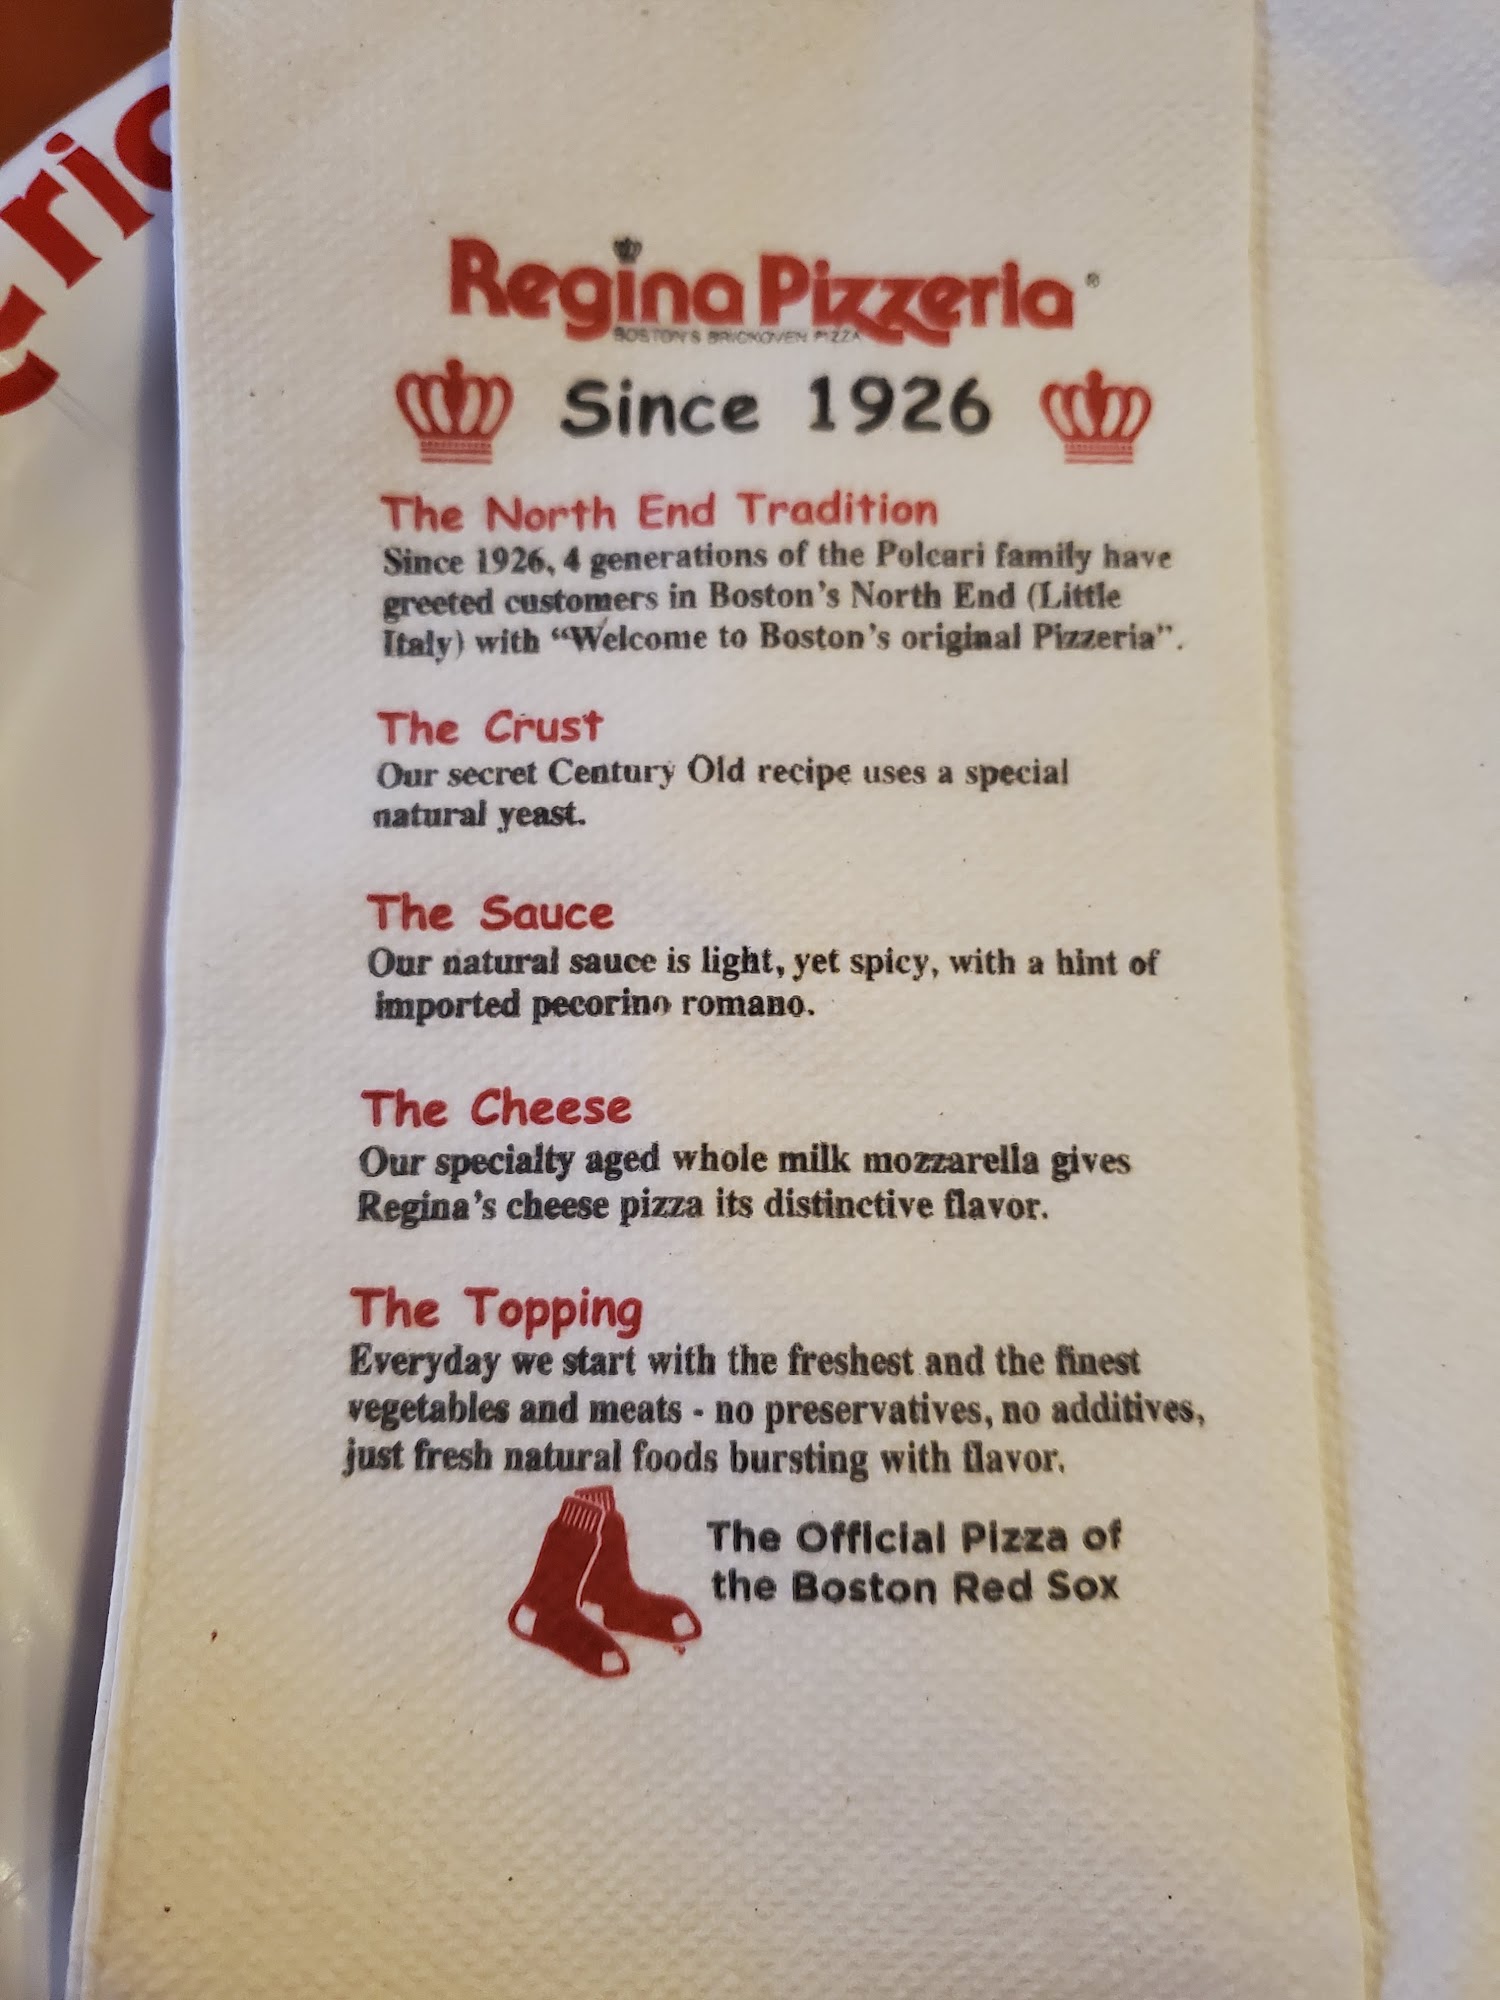 Regina Pizzeria ®
BOSTON'S BRICKOVEN PIZZA
Since 1926
The North End Tradition
Since 1926, 4 generations of the Polcari family have
greeted customers in Boston's North End (Little
Italy) with “Welcome to Boston's original Pizzeria”.
The Crust
Our secret Century Old recipe uses a special
natural yeast.
The Sauce
Our natural sauce is light, yet spicy, with a hint of
imported pecorino romano.
The Cheese
Our specialty aged whole milk mozzarella gives
Regina's cheese pizza its distinctive flavor.
The Topping
Everyday we start with the freshest and the finest
vegetables and meats - no preservatives, no additives,
just fresh natural foods bursting with flavor.
The Official Pizza of
the Boston Red Sox